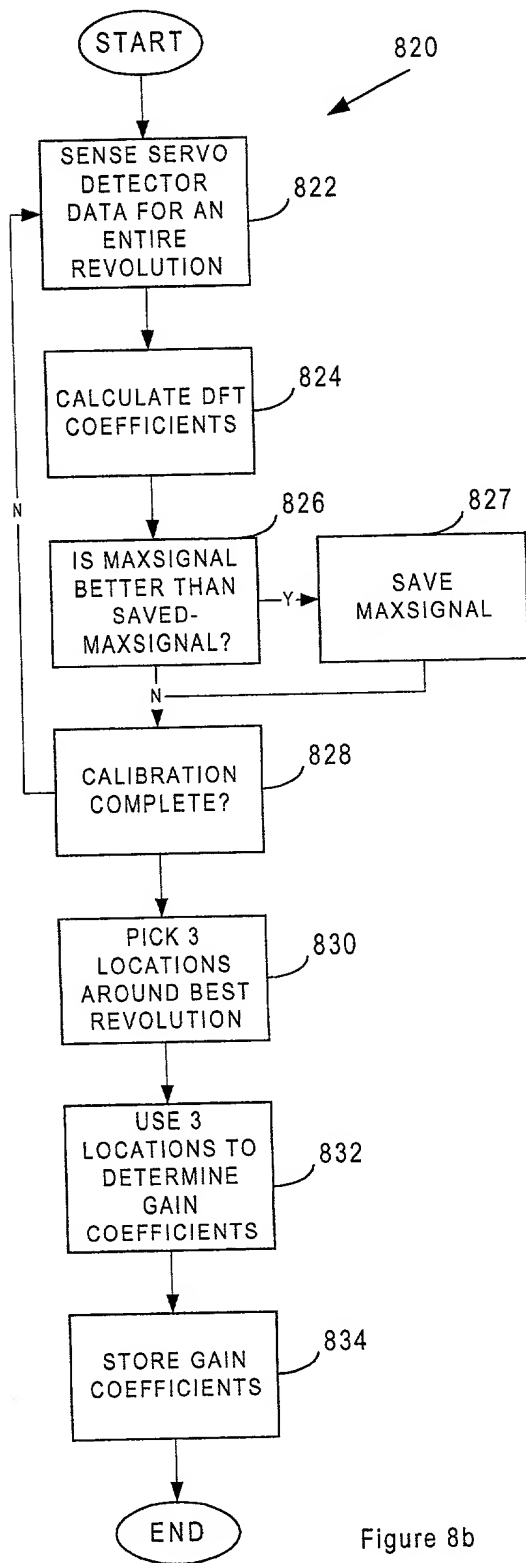 START
820
SENSE SERVO
DETECTOR
DATA FOR AN
ENTIRE
REVOLUTION
822
CALCULATE DFT
COEFFICIENTS
824
N
826
827
IS MAXSIGNAL
BETTER THAN
SAVED-
MAXSIGNAL?
Y
SAVE
MAXSIGNAL
N
CALIBRATION
COMPLETE?
828
PICK 3
LOCATIONS
AROUND BEST
REVOLUTION
830
USE 3
LOCATIONS TO
DETERMINE
GAIN
COEFFICIENTS
832
STORE GAIN
COEFFICIENTS
834
END
Figure 8b